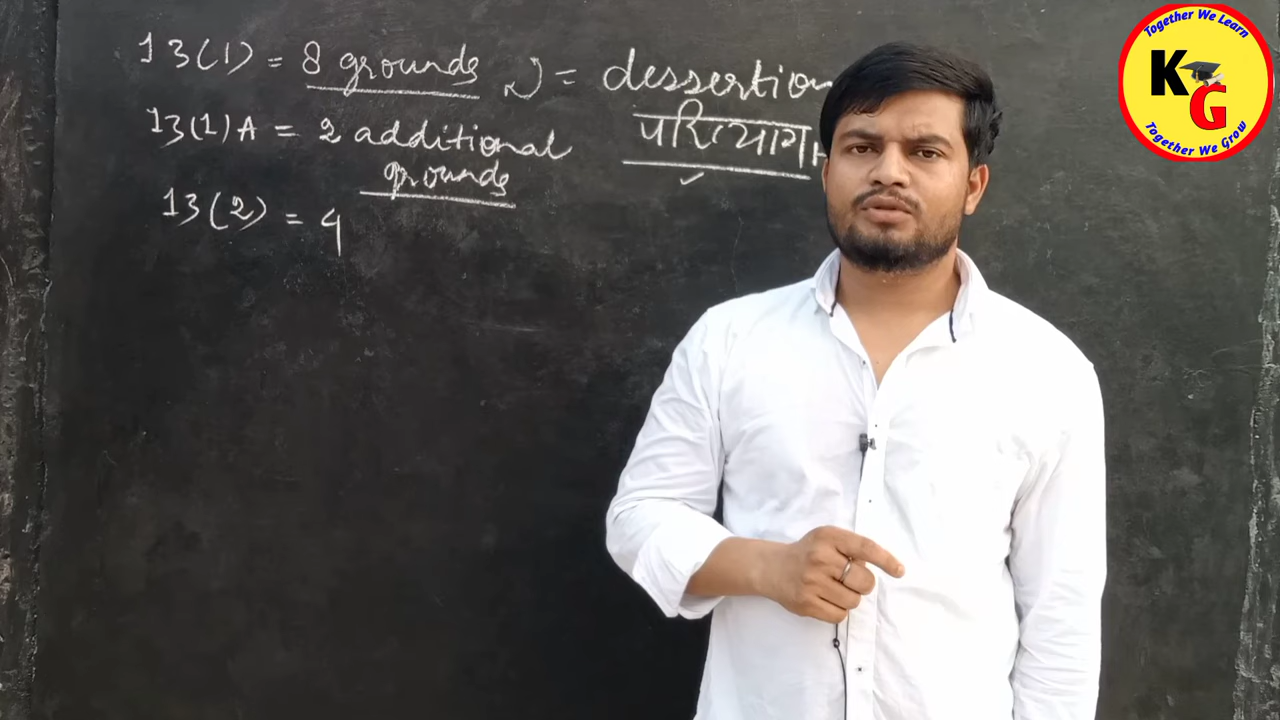 13(1) = 8 grounds
13(1)A = 2 additional
grounds
13(2) = 4
2) = dessertion
परित्याग
Together We Learn
KG
Together We Grow